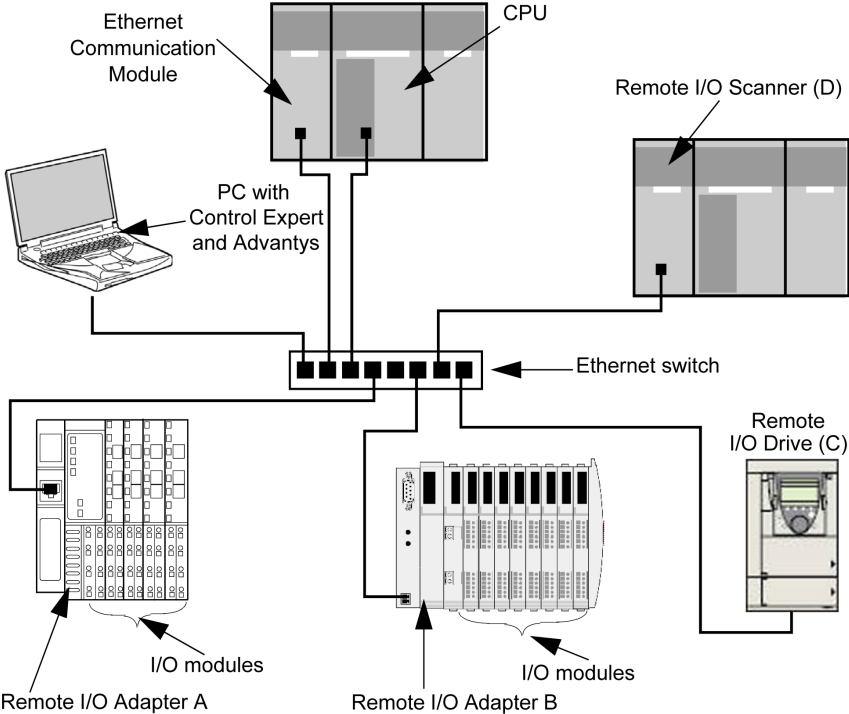 Ethernet
Communication
Module
CPU
Remote I/O Scanner (D)
PC with
Control Expert
and Advantys
Ethernet switch
Remote
I/O Drive (C)
I/O modules
I/O modules
Remote I/O Adapter A
Remote I/O Adapter B